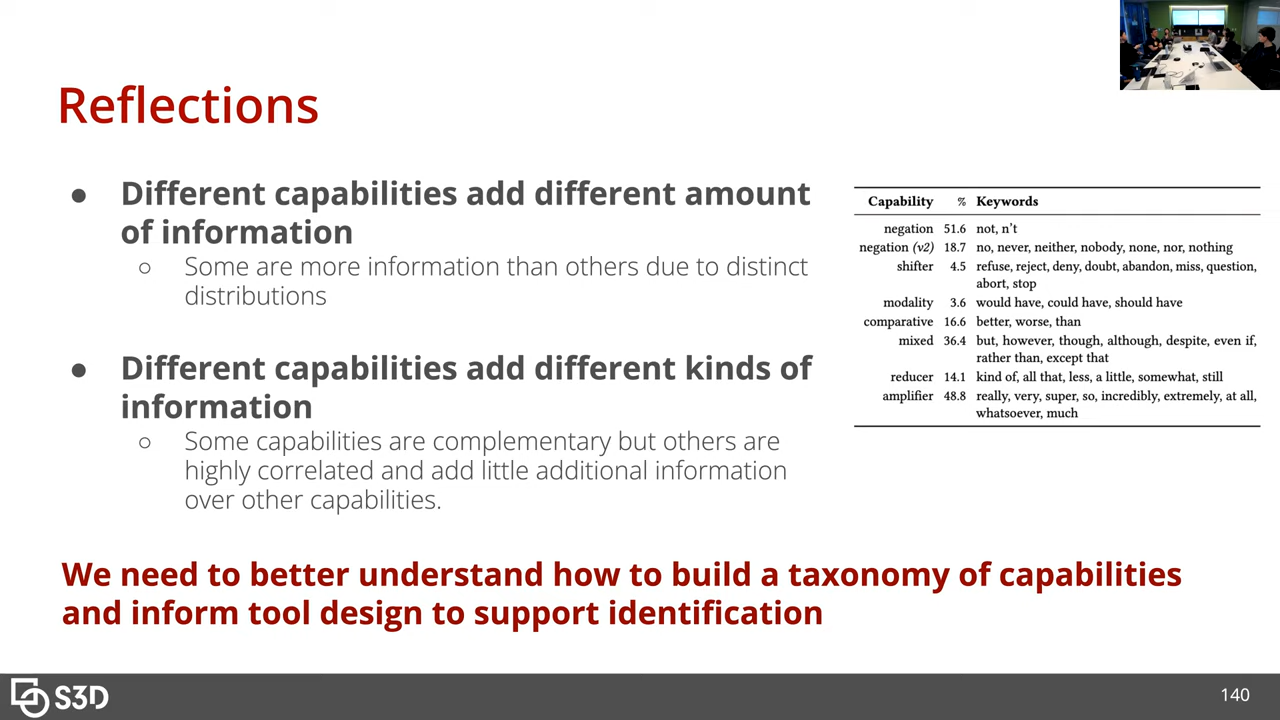 Reflections
● Different capabilities add different amount
of information
○ Some are more information than others due to distinct
distributions
● Different capabilities add different kinds of
information
○ Some capabilities are complementary but others are
highly correlated and add little additional information
over other capabilities.
Capability % Keywords
negation 51.6 not, n't
negation (v2) 18.7 no, never, neither, nobody, none, nor, nothing
shifter 4.5 refuse, reject, deny, doubt, abandon, miss, question,
abort, stop
modality 3.6 would have, could have, should have
comparative 16.6 better, worse, than
mixed 36.4 but, however, though, although, despite, even if,
rather than, except that
reducer 14.1 kind of, all that, less, a little, somewhat, still
amplifier 48.8 really, very, super, so, incredibly, extremely, at all,
whatsoever, much
We need to better understand how to build a taxonomy of capabilities
and inform tool design to support identification
S3D
140